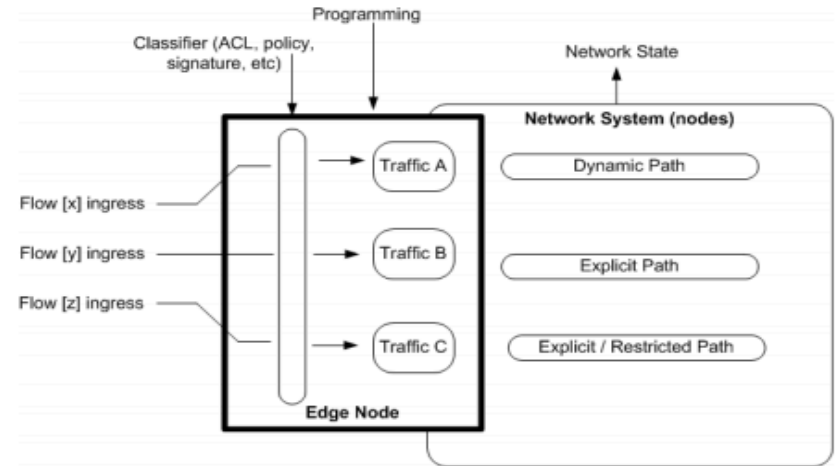 Programming
Classifier (ACL, policy,
signature, etc)
Network State
Network System (nodes)
Traffic A
Dynamic Path
Flow [x] ingress
Flow [y] ingress
Traffic B
Explicit Path
Flow [z] ingress
Traffic C
Explicit / Restricted Path
Edge Node